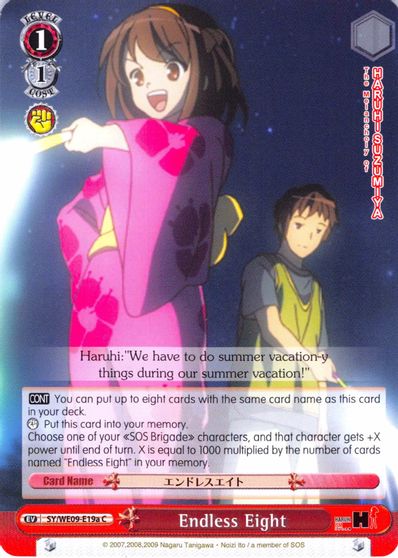 LEVEL
1
1
COST
The Melancholy of
HARUHI SUZUMIYA
Haruhi:"We have to do summer vacation-y
things during our summer vacation!"
CONT You can put up to eight cards with the same card name as this card
in your deck.
Put this card into your memory.
Choose one of your «SOS Brigade» characters, and that character gets +X
power until end of turn. X is equal to 1000 multiplied by the number of cards
named "Endless Eight" in your memory.
Card Name エンドレスエイト
EV SY/WE09-E19a C Endless Eight
© 2007,2008,2009 Nagaru Tanigawa • Noizi Ito / a member of SOS